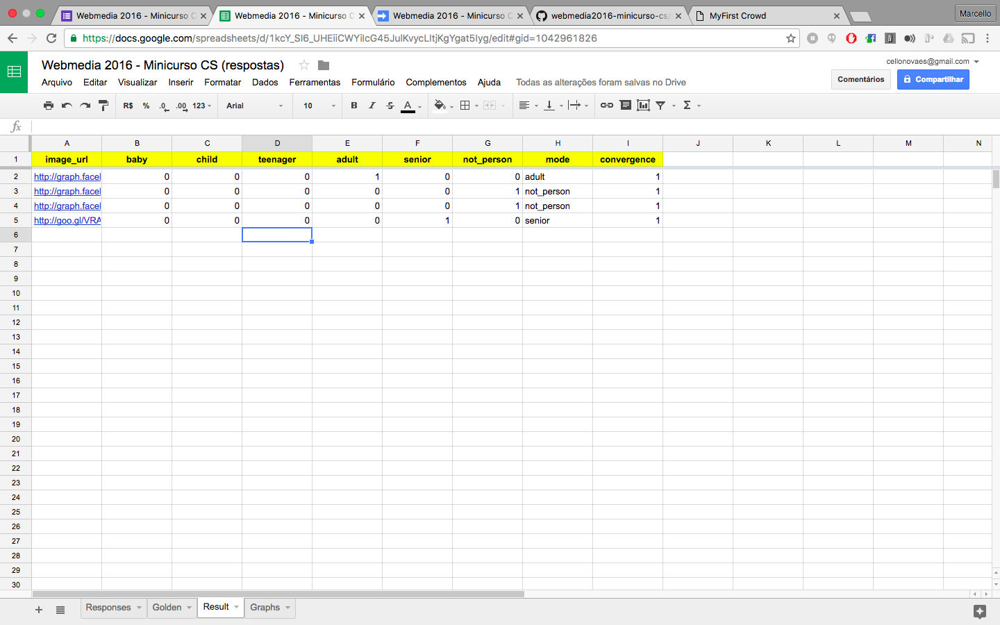 Webmedia 2016 - Minicurso C
Webmedia 2016 - Minicurso C
Webmedia 2016 - Minicurso C
webmedia2016-minicurso-cs/
MyFirst Crowd
Marcello
https://docs.google.com/spreadsheets/d/1kcY_Sl6_UHEiiCWYilcG45JulKvycLltjKgYgat5lyg/edit#gid=1042961826
Webmedia 2016 - Minicurso CS (respostas)
cellonovaes@gmail.com
Arquivo Editar Visualizar Inserir Formatar Dados Ferramentas Formulário Complementos Ajuda Todas as alterações foram salvas no Drive
Comentários Compartilhar
R$ % .0 .00 123 Arial 10 B I S A Σ
fx
A B C D E F G H I J K L M N
1 image_url baby child teenager adult senior not_person mode convergence
2 http://graph.facel 0 0 0 1 0 0 adult 1
3 http://graph.facel 0 0 0 0 0 1 not_person 1
4 http://graph.facel 0 0 0 0 0 1 not_person 1
5 http://goo.gl/VRA 0 0 0 0 1 0 senior 1
6
7
8
9
10
11
12
13
14
15
16
17
18
19
20
21
22
23
24
25
26
27
28
29
30
+ Responses Golden Result Graphs